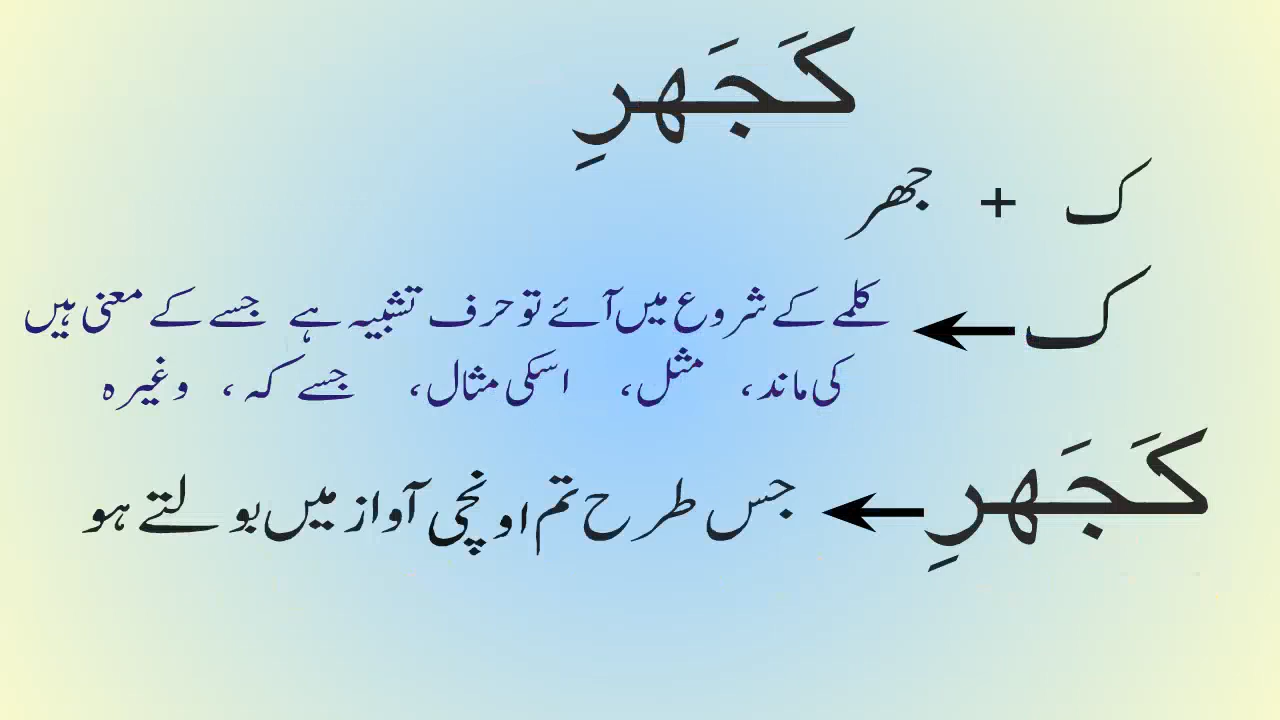 كَجَهرِ
ک + جھر
ک ← کلمے کے شروع میں آئے تو حرف تشبیہ ہے جسے کے معنی ہیں
کی ماند، مثل، اسکی مثال، جسے کہ، وغیرہ
كَجَهرِ ← جس طرح تم اونچی آواز میں بولتے ہو